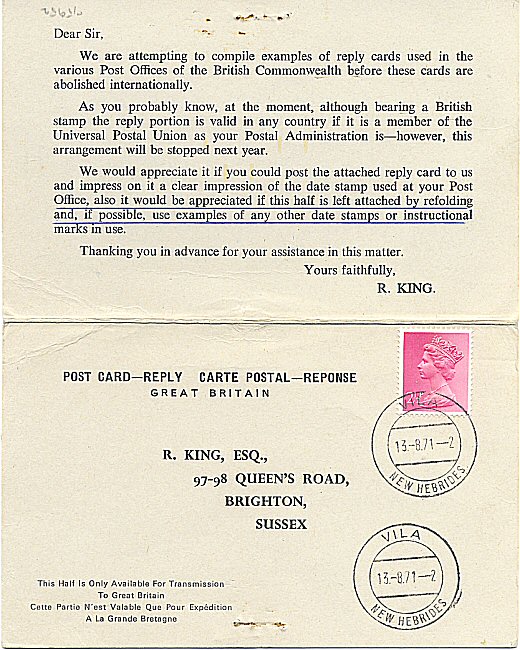 Dear Sir,
We are attempting to compile examples of reply cards used in the
various Post Offices of the British Commonwealth before these cards are
abolished internationally.
As you probably know, at the moment, although bearing a British
stamp the reply portion is valid in any country if it is a member of the
Universal Postal Union as your Postal Administration is—however, this
arrangement will be stopped next year.
We would appreciate it if you could post the attached reply card to us
and impress on it a clear impression of the date stamp used at your Post
Office, also it would be appreciated if this half is left attached by refolding
and, if possible, use examples of any other date stamps or instructional
marks in use.
Thanking you in advance for your assistance in this matter.
Yours faithfully,
R. KING.
POST CARD—REPLY CARTE POSTAL—REPONSE
GREAT BRITAIN
VILA
13.-8.71—2
NEW HEBRIDES
R. KING, ESQ.,
97-98 QUEEN'S ROAD,
BRIGHTON,
SUSSEX
VILA
13.-8.71—2
NEW HEBRIDES
This Half Is Only Available For Transmission
To Great Britain
Cette Partie N'est Valable Que Pour Expédition
A La Grande Bretagne